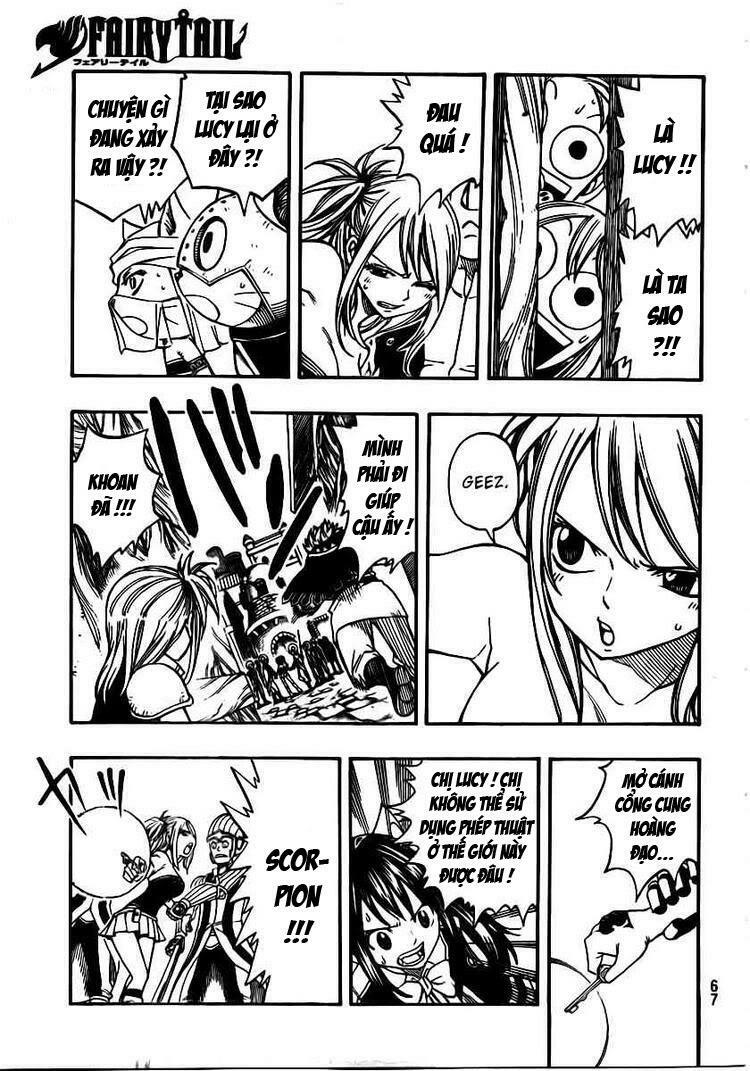 FAIRY TAIL
フェアリーテイル
LÀ
LUCY !!
LÀ TA
SAO
?!!
ĐAU
QUÁ !
TẠI SAO
LUCY LẠI Ở
ĐÂY ?!
CHUYỆN GÌ
ĐANG XẢY
RA VẬY ?!
GEEZ.
MÌNH
PHẢI ĐI
GIÚP
CẬU ẤY !
KHOAN
ĐÃ !!!
MỞ CÁNH
CỔNG CUNG
HOÀNG
ĐẠO...
CHỊ LUCY ! CHỊ
KHÔNG THỂ SỬ
DỤNG PHÉP THUẬT
Ở THẾ GIỚI NÀY
ĐƯỢC ĐÂU !
SCOR-
PION
!!!
67